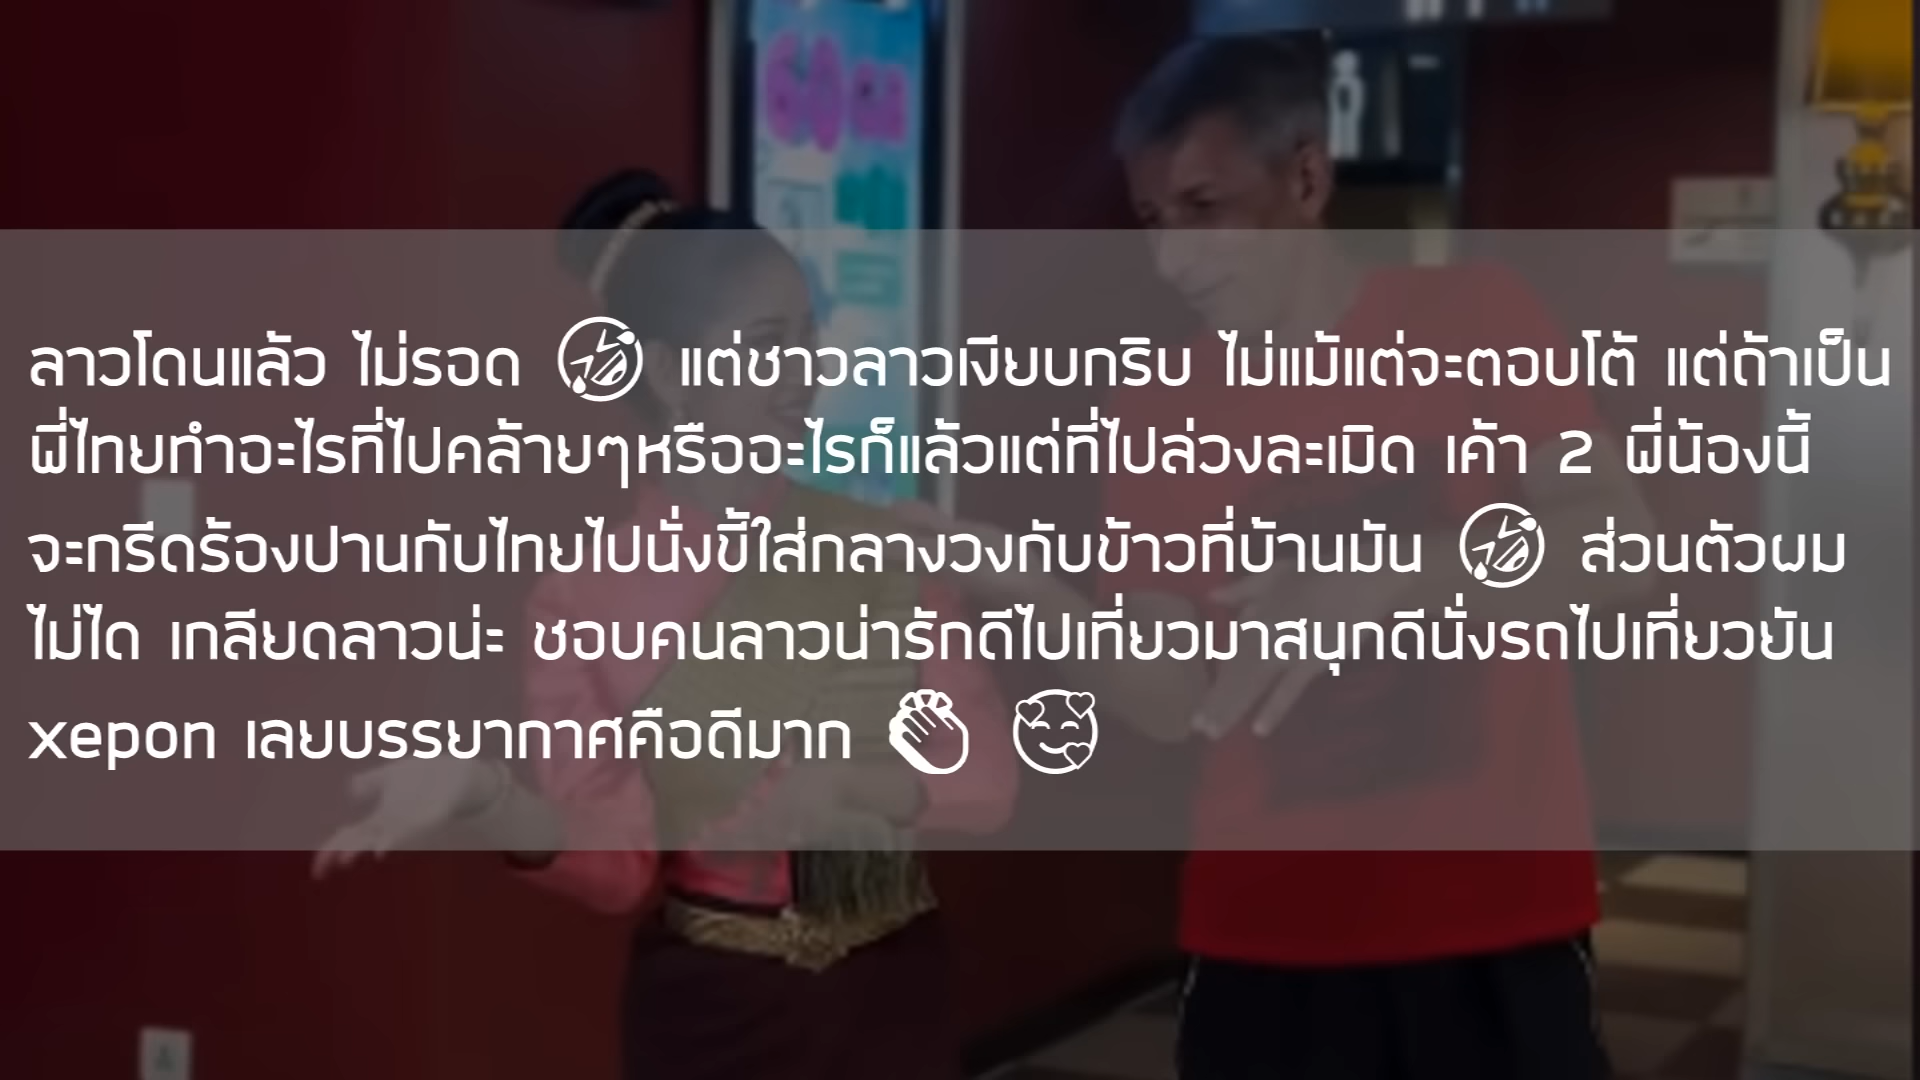 60
ลาวโดนแล้ว ไม่รอด 🤣 แต่ชาวลาวเงียบกริบ ไม่แม้แต่จะตอบโต้ แต่ถ้าเป็น
พี่ไทยทำอะไรที่ไปคล้ายๆหรืออะไรก็แล้วแต่ที่ไปล่วงละเมิด เค้า 2 พี่น้องนี้
จะกรีดร้องปานกับไทยไปนั่งขี้ใส่กลางวงกับข้าวที่บ้านมัน 🤣 ส่วนตัวผม
ไม่ได เกลียดลาวน่ะ ชอบคนลาวน่ารักดีไปเที่ยวมาสนุกดีนั่งรถไปเที่ยวยัน
xepon เลยบรรยากาศคือดีมาก 👏 🥰